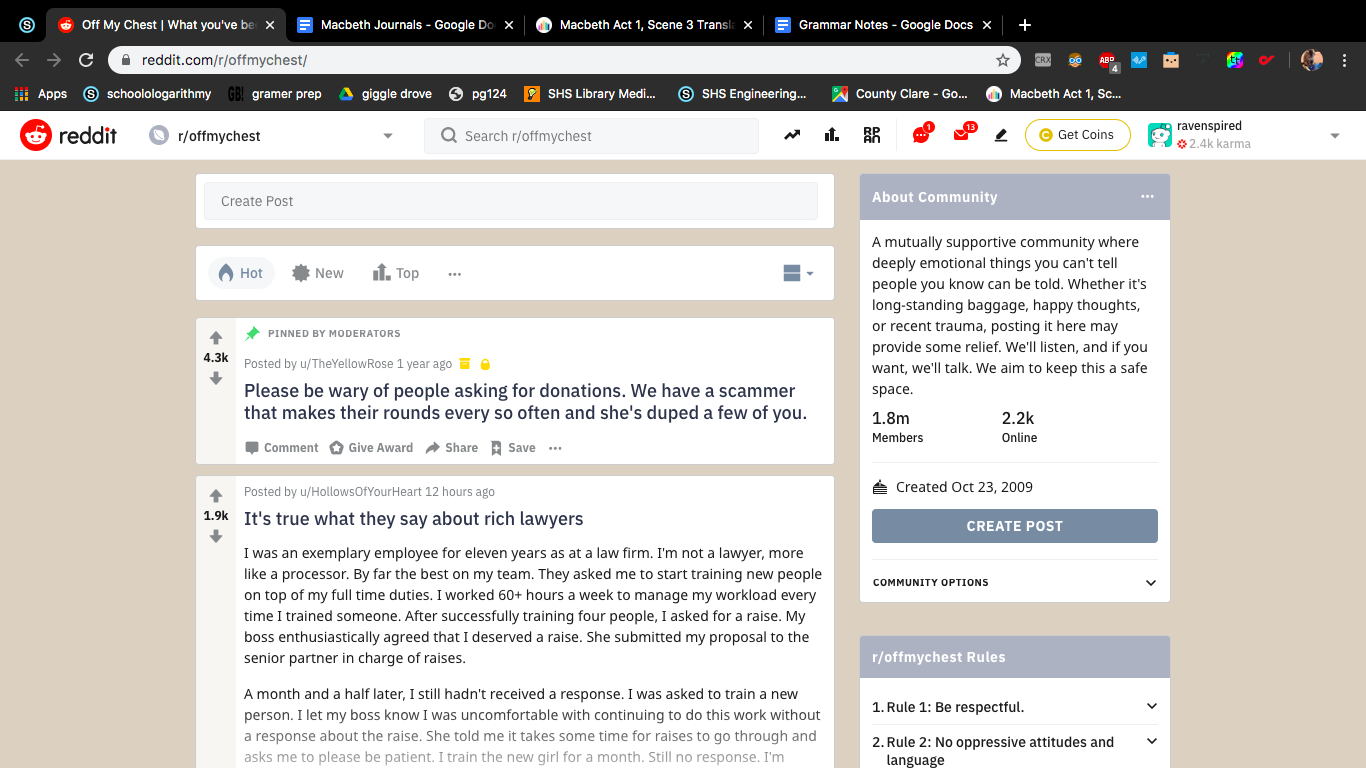 Off My Chest | What you've be
Macbeth Journals - Google Do
Macbeth Act 1, Scene 3 Transla
Grammar Notes - Google Docs
reddit.com/r/offmychest/
CRX
ABP
4
Apps
schoolologarithmy
GB!
gramer prep
giggle drove
pg124
SHS Library Medi...
SHS Engineering...
County Clare - Go...
Macbeth Act 1, Sc...
reddit
r/offmychest
Search r/offmychest
1
13
Get Coins
ravenspired
2.4k karma
Create Post
Hot
New
Top
PINNED BY MODERATORS
4.3k
Posted by u/TheYellowRose 1 year ago
Please be wary of people asking for donations. We have a scammer
that makes their rounds every so often and she's duped a few of you.
Comment
Give Award
Share
Save
Posted by u/HollowsOfYourHeart 12 hours ago
1.9k
It's true what they say about rich lawyers
I was an exemplary employee for eleven years as at a law firm. I'm not a lawyer, more
like a processor. By far the best on my team. They asked me to start training new people
on top of my full time duties. I worked 60+ hours a week to manage my workload every
time I trained someone. After successfully training four people, I asked for a raise. My
boss enthusiastically agreed that I deserved a raise. She submitted my proposal to the
senior partner in charge of raises.
A month and a half later, I still hadn't received a response. I was asked to train a new
person. I let my boss know I was uncomfortable with continuing to do this work without
a response about the raise. She told me it takes some time for raises to go through and
asks me to please be patient. I train the new girl for a month. Still no response. I'm
About Community
A mutually supportive community where
deeply emotional things you can't tell
people you know can be told. Whether it's
long-standing baggage, happy thoughts,
or recent trauma, posting it here may
provide some relief. We'll listen, and if you
want, we'll talk. We aim to keep this a safe
space.
1.8m
Members
2.2k
Online
Created Oct 23, 2009
CREATE POST
COMMUNITY OPTIONS
r/offmychest Rules
1. Rule 1: Be respectful.
2. Rule 2: No oppressive attitudes and
language